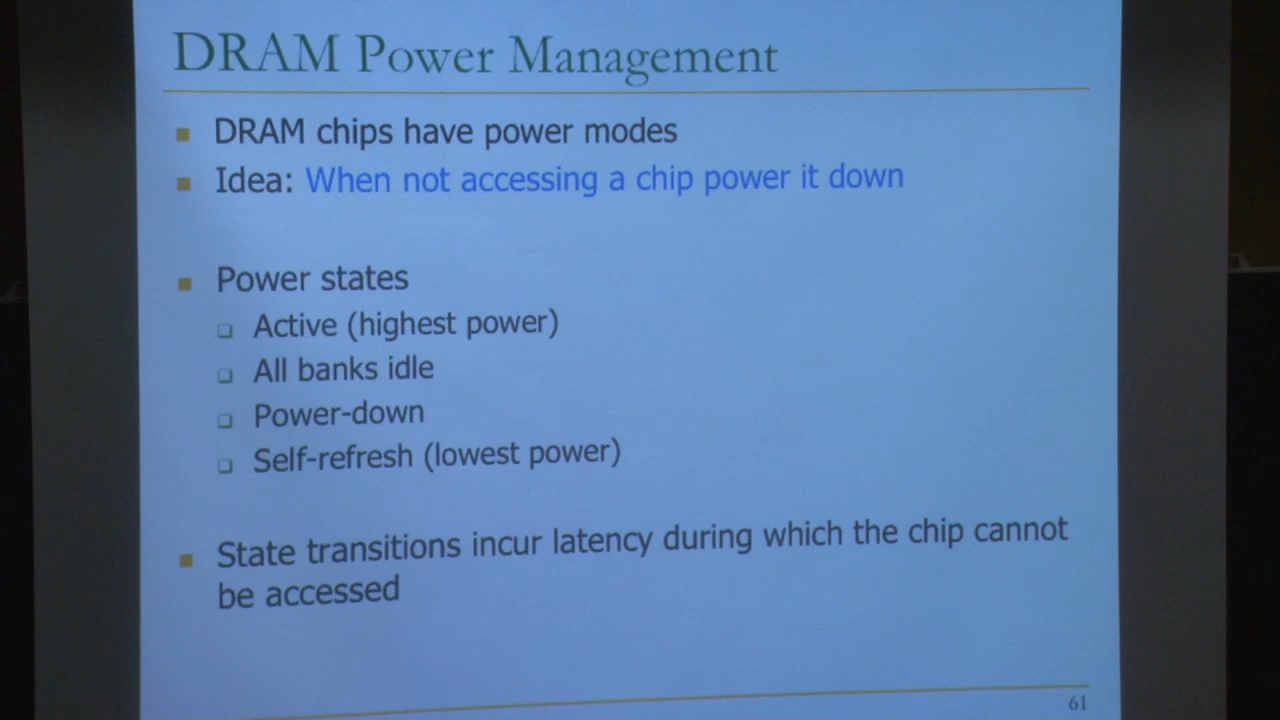 DRAM Power Management
DRAM chips have power modes
Idea: When not accessing a chip power it down
Power states
Active (highest power)
All banks idle
Power-down
Self-refresh (lowest power)
State transitions incur latency during which the chip cannot
be accessed
61